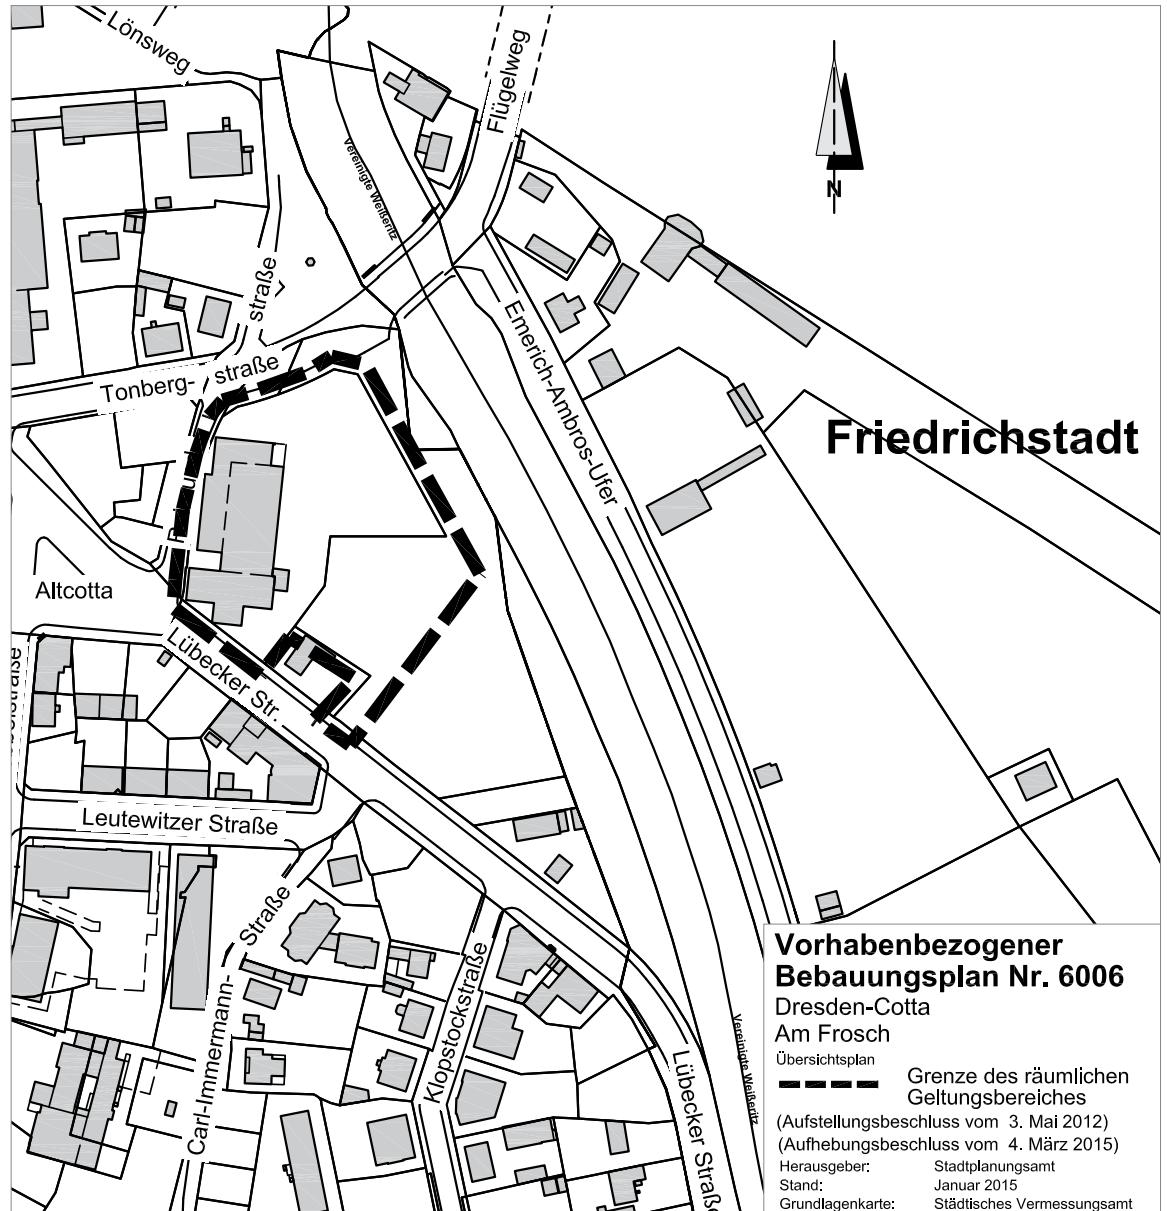 Lönsweg
Flügelweg
Vereinigte Weißeritz
N
straße
Tonberg- straße
Emerich-Ambros-Ufer
Friedrichstadt
Altcotta
Lübecker Str.
Leutewitzer Straße
Carl-Immermann- Straße
Klopstockstraße
Lübecker Straße
Vereinigte Weißeritz
Vorhabenbezogener
Bebauungsplan Nr. 6006
Dresden-Cotta
Am Frosch
Übersichtsplan
Grenze des räumlichen
Geltungsbereiches
(Aufstellungsbeschluss vom 3. Mai 2012)
(Aufhebungsbeschluss vom 4. März 2015)
Herausgeber: Stadtplanungsamt
Stand: Januar 2015
Grundlagenkarte: Städtisches Vermessungsamt